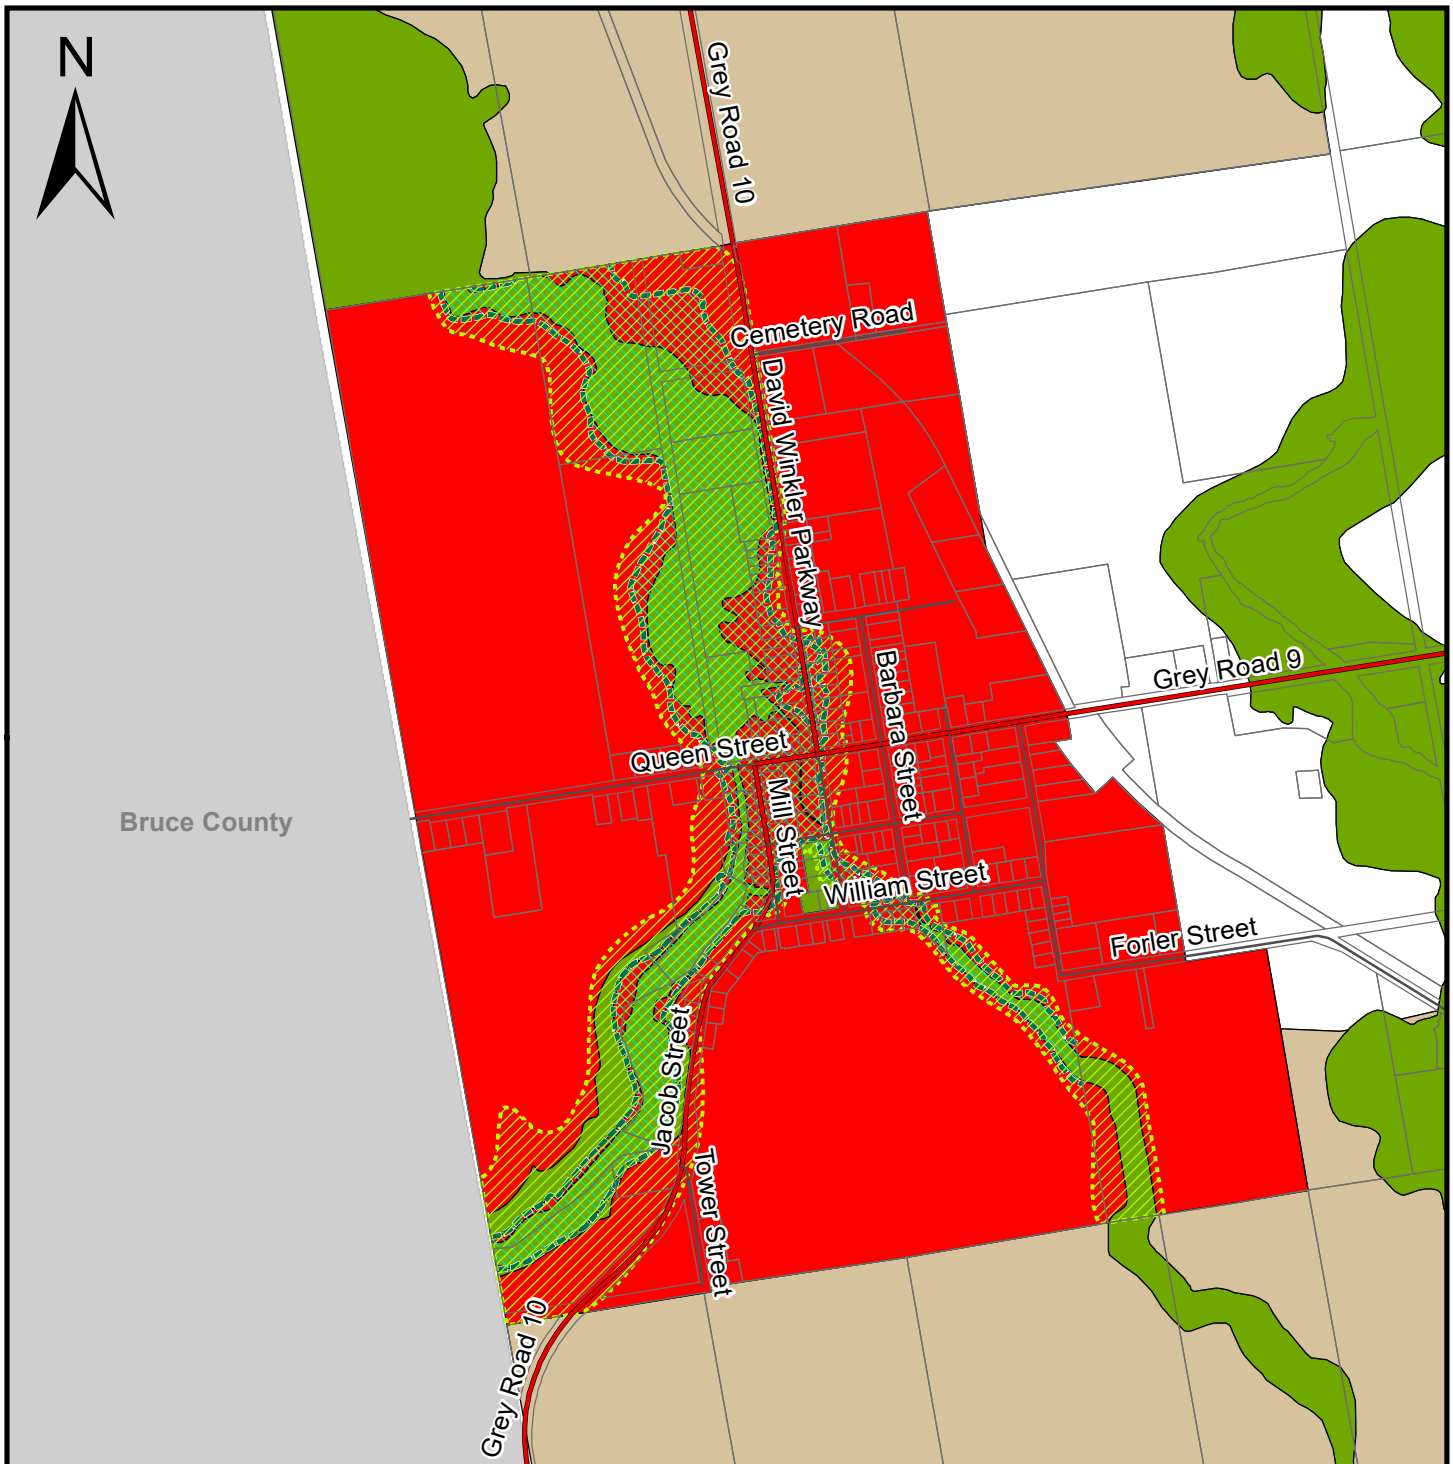 N
Grey Road 10
Cemetery Road
David Winkler Parkway
Barbara Street
Grey Road 9
Queen Street
Mill Street
Bruce County
William Street
Forler Street
Jacob Street
Tower Street
Grey Road 10